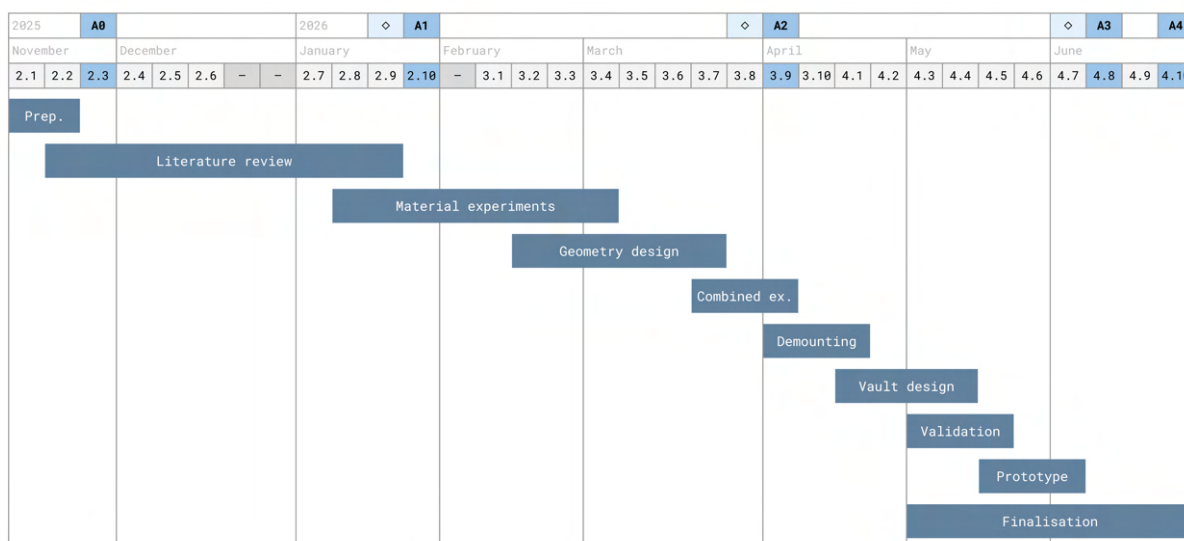 2025 A0 2026 ◇ A1 ◇ A2 ◇ A3 A4
November December January February March April May June
2.1 2.2 2.3 2.4 2.5 2.6 – – 2.7 2.8 2.9 2.10 – 3.1 3.2 3.3 3.4 3.5 3.6 3.7 3.8 3.9 3.10 4.1 4.2 4.3 4.4 4.5 4.6 4.7 4.8 4.9 4.10
Prep.
Literature review
Material experiments
Geometry design
Combined ex.
Demounting
Vault design
Validation
Prototype
Finalisation